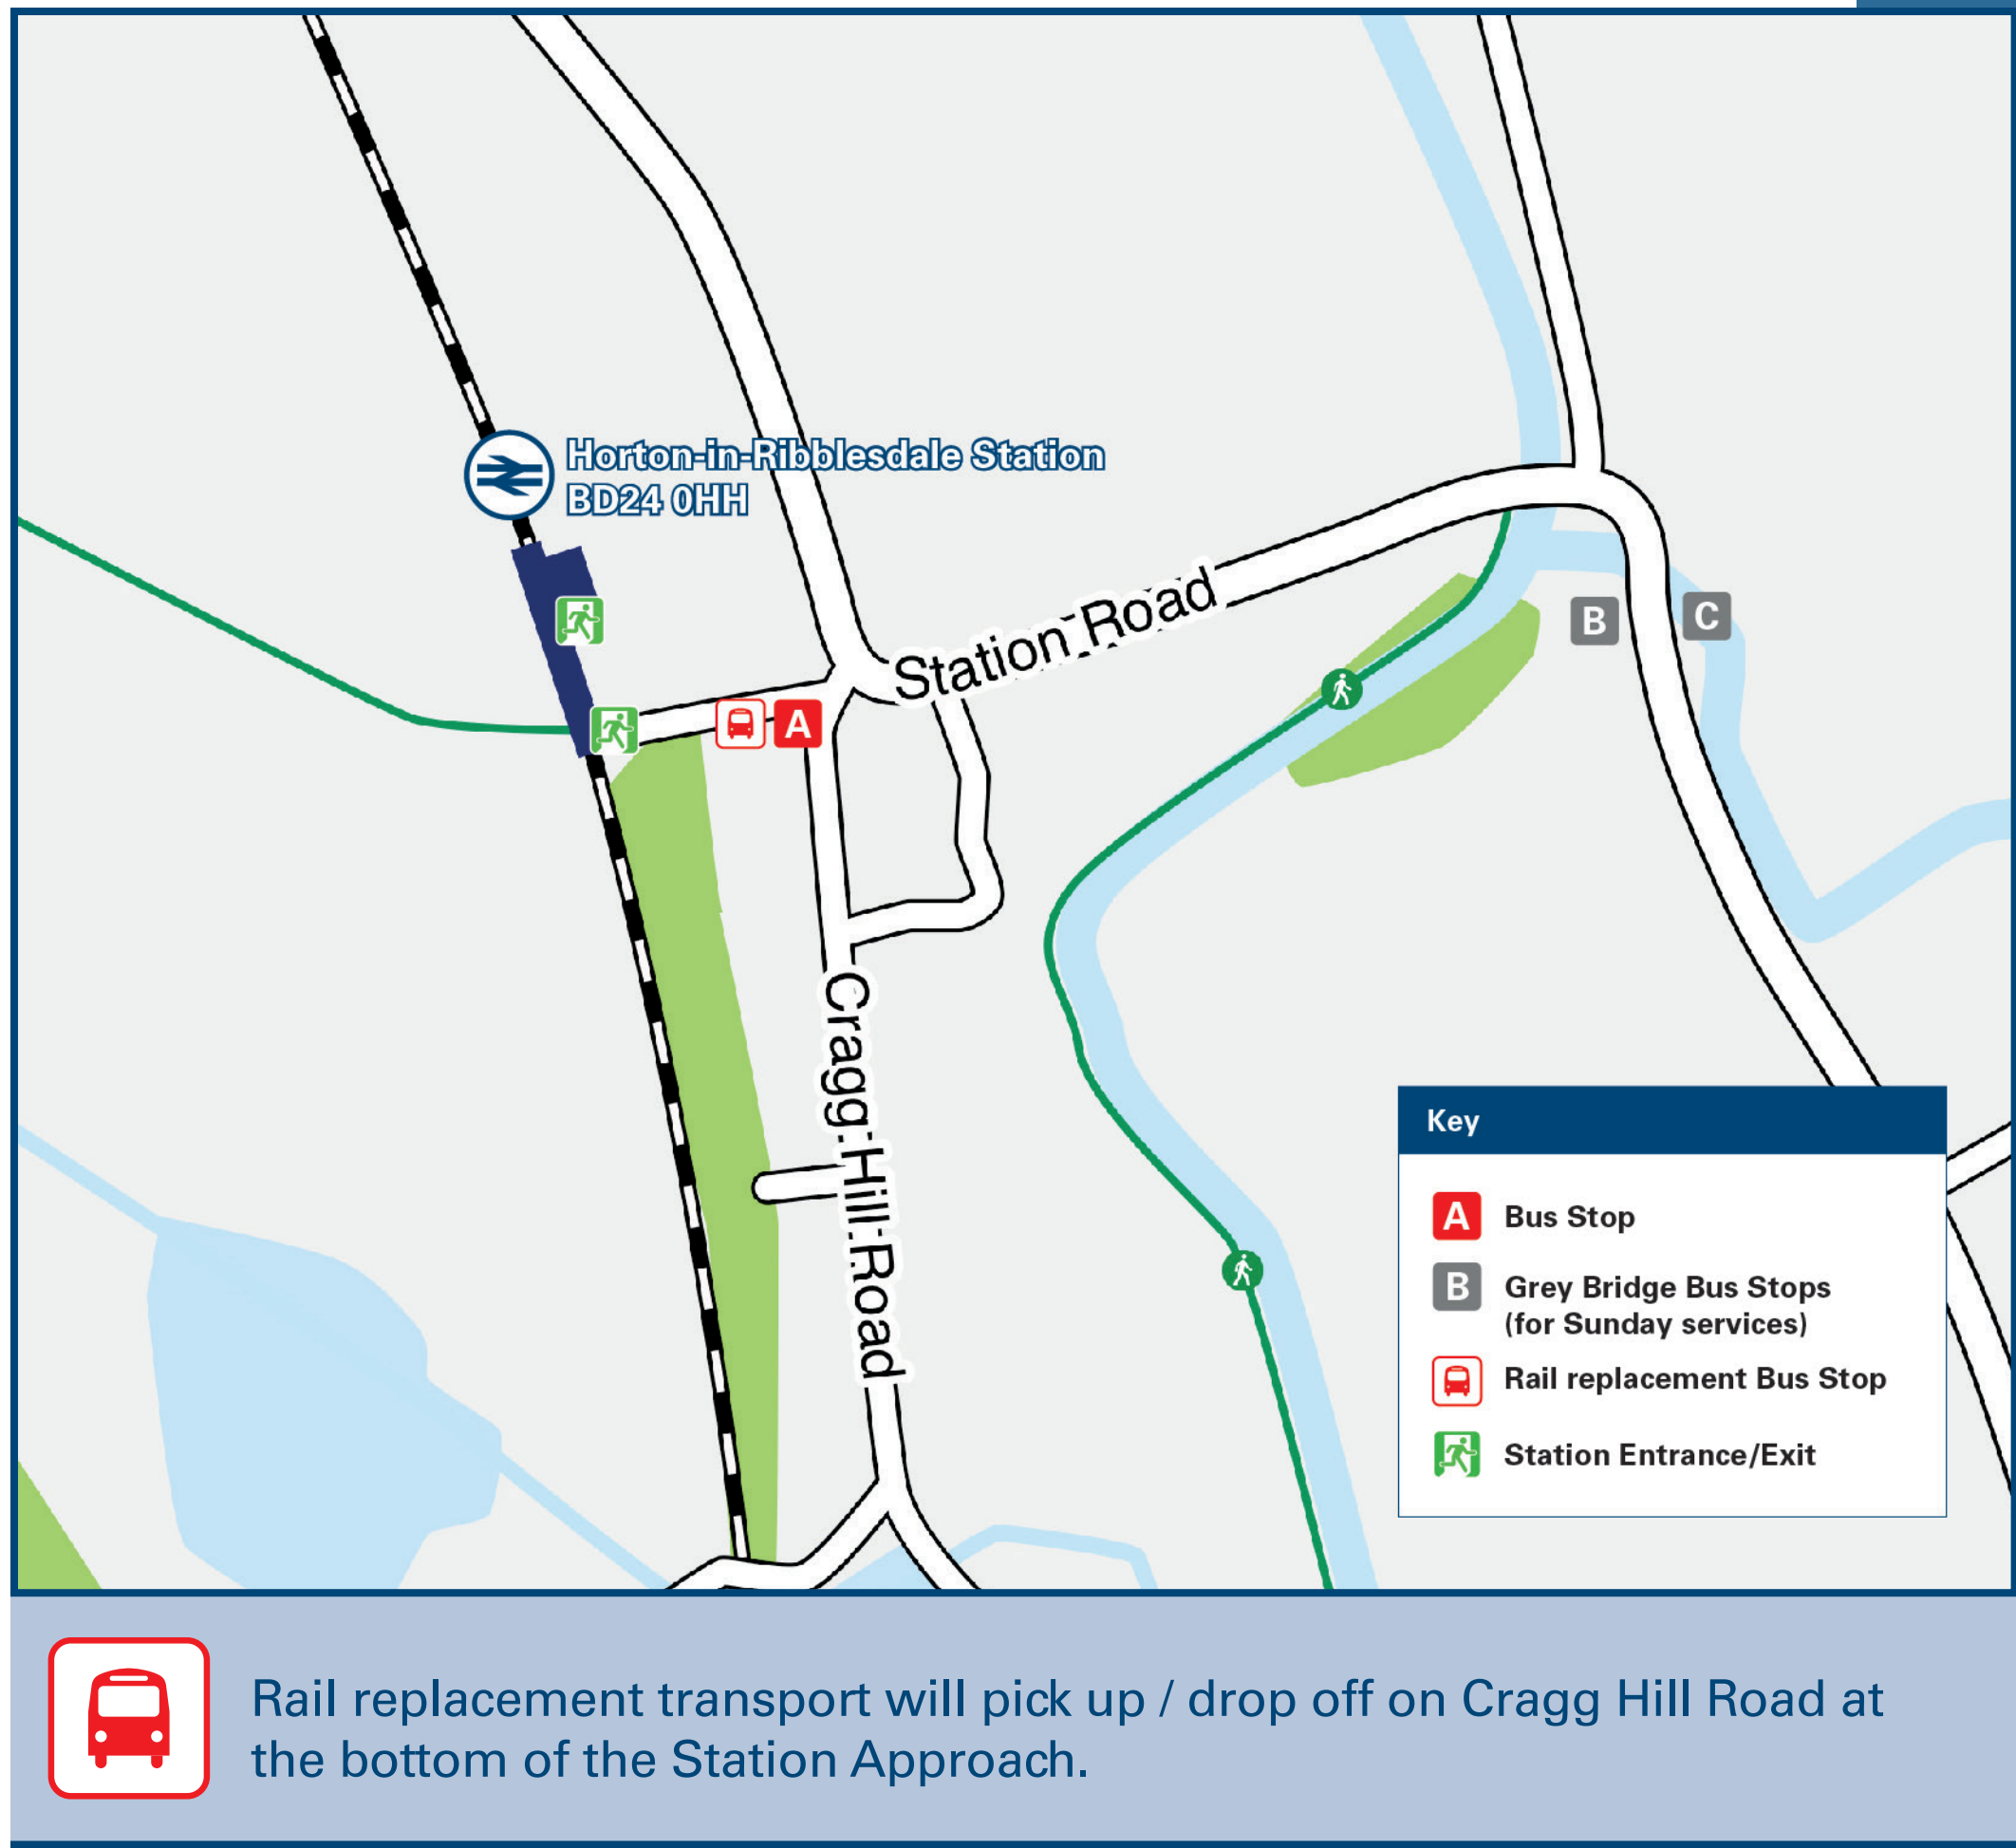 Horton-in-Ribblesdale Station
BD24 0HH
Station Road
B
C
A
Cragg Hill Road
Key
A Bus Stop
B Grey Bridge Bus Stops
(for Sunday services)
Rail replacement Bus Stop
Station Entrance/Exit
Rail replacement transport will pick up / drop off on Cragg Hill Road at
the bottom of the Station Approach.